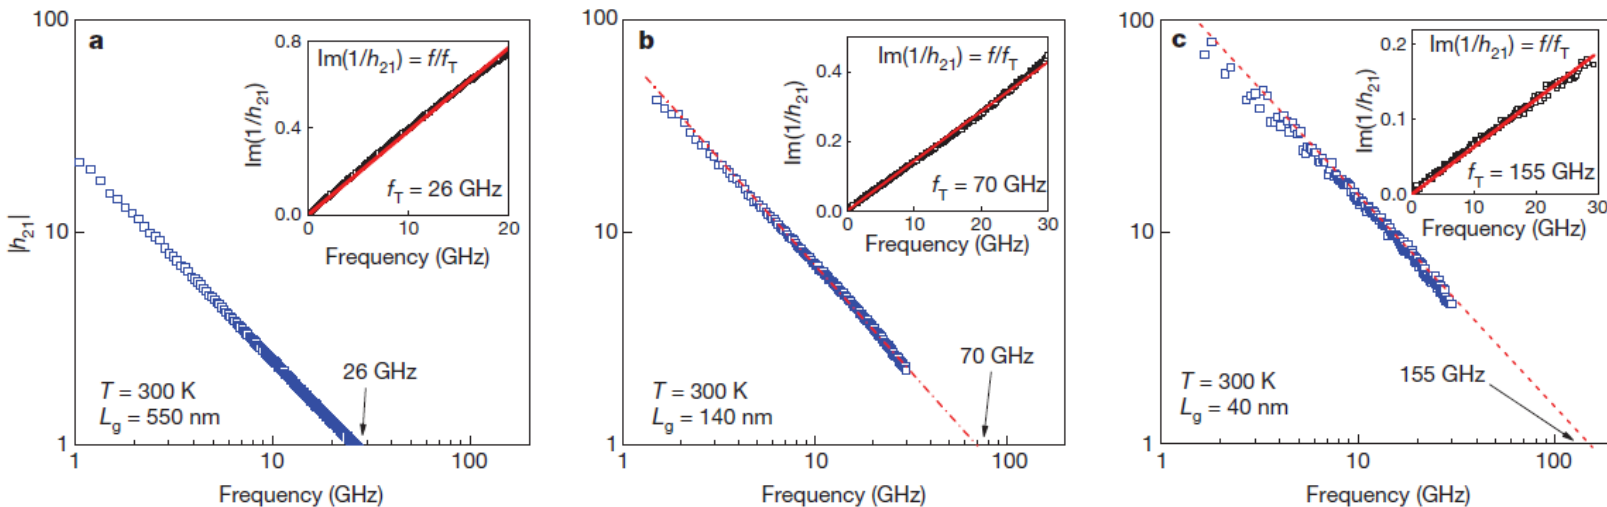 a
100
10
1
|h21|
1
10
100
Frequency (GHz)
T = 300 K
Lg = 550 nm
26 GHz
0.8
0.4
0.0
Im(1/h21)
Im(1/h21) = f/fT
fT = 26 GHz
0
10
20
Frequency (GHz)
b
100
10
1
1
10
100
Frequency (GHz)
T = 300 K
Lg = 140 nm
70 GHz
0.4
0.2
0.0
Im(1/h21)
Im(1/h21) = f/fT
fT = 70 GHz
0
10
20
30
Frequency (GHz)
c
100
10
1
1
10
100
Frequency (GHz)
T = 300 K
Lg = 40 nm
155 GHz
0.2
0.1
0.0
Im(1/h21)
Im(1/h21) = f/fT
fT = 155 GHz
0
10
20
30
Frequency (GHz)